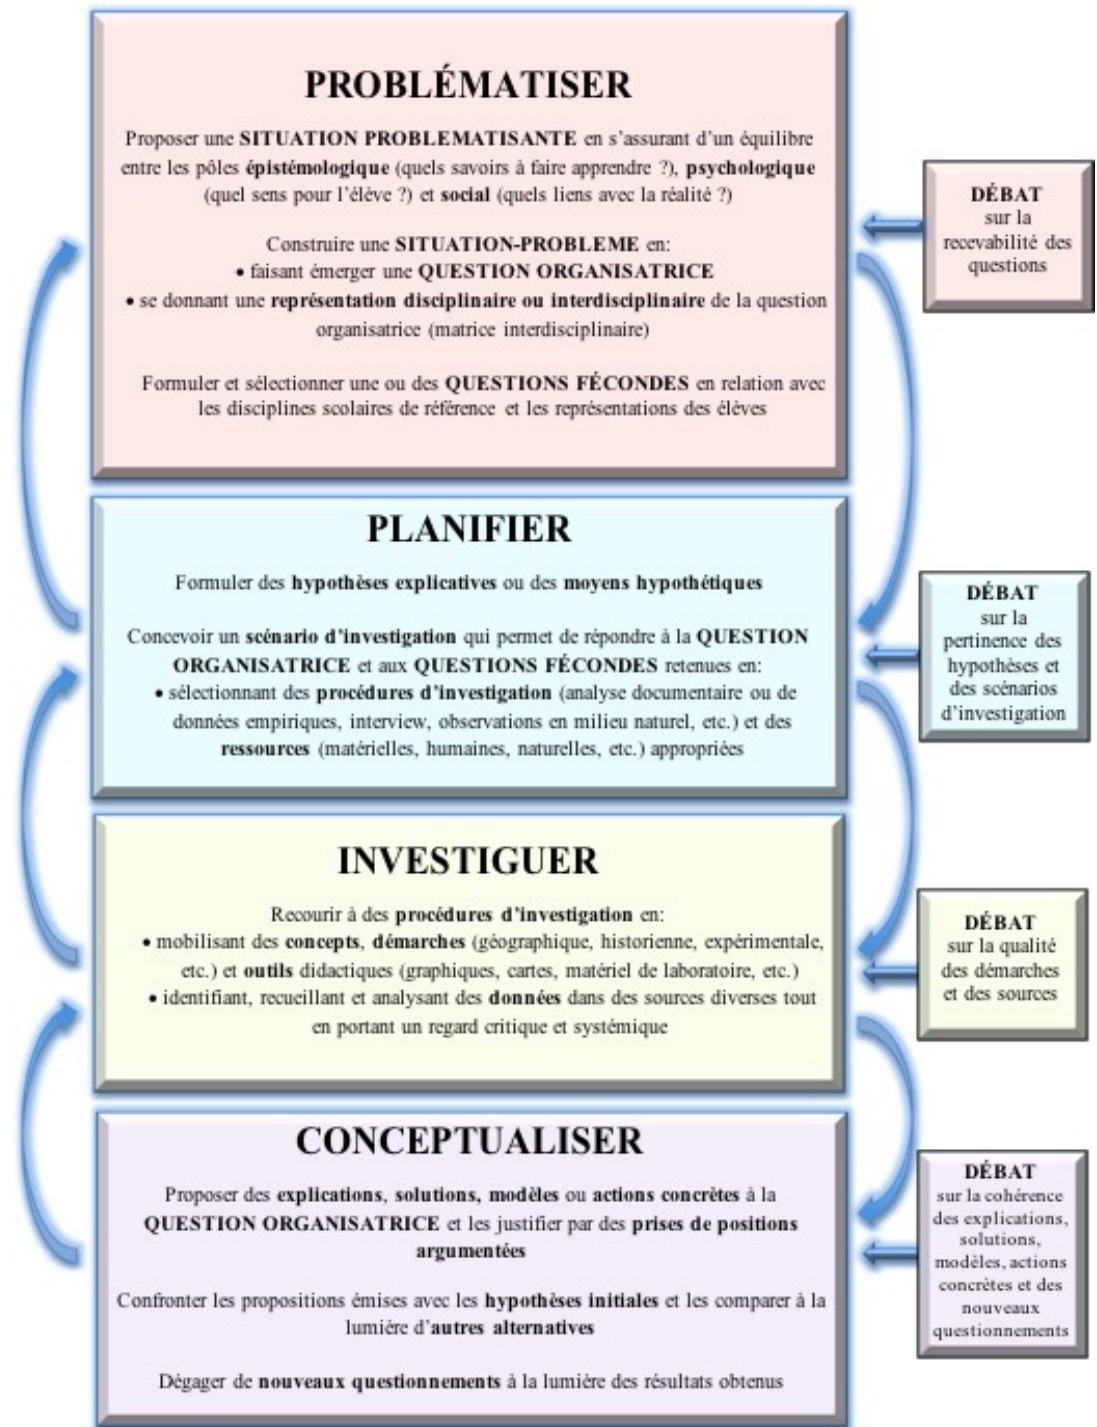 PROBLÉMATISER
Proposer une SITUATION PROBLEMATISANTE en s'assurant d'un équilibre
entre les pôles épistémologique (quels savoirs à faire apprendre ?), psychologique
(quel sens pour l'élève ?) et social (quels liens avec la réalité ?)
Construire une SITUATION-PROBLEME en:
• faisant émerger une QUESTION ORGANISATRICE
• se donnant une représentation disciplinaire ou interdisciplinaire de la question
organisatrice (matrice interdisciplinaire)
Formuler et sélectionner une ou des QUESTIONS FÉCONDES en relation avec
les disciplines scolaires de référence et les représentations des élèves
DÉBAT
sur la
recevabilité des
questions
PLANIFIER
Formuler des hypothèses explicatives ou des moyens hypothétiques
Concevoir un scénario d'investigation qui permet de répondre à la QUESTION
ORGANISATRICE et aux QUESTIONS FÉCONDES retenues en:
• sélectionnant des procédures d'investigation (analyse documentaire ou de
données empiriques, interview, observations en milieu naturel, etc.) et des
ressources (matérielles, humaines, naturelles, etc.) appropriées
DÉBAT
sur la
pertinence des
hypothèses et
des scénarios
d'investigation
INVESTIGUER
Recourir à des procédures d'investigation en:
• mobilisant des concepts, démarches (géographique, historienne, expérimentale,
etc.) et outils didactiques (graphiques, cartes, matériel de laboratoire, etc.)
• identifiant, recueillant et analysant des données dans des sources diverses tout
en portant un regard critique et systémique
DÉBAT
sur la qualité
des démarches
et des sources
CONCEPTUALISER
Proposer des explications, solutions, modèles ou actions concrètes à la
QUESTION ORGANISATRICE et les justifier par des prises de positions
argumentées
Confronter les propositions émises avec les hypothèses initiales et les comparer à la
lumière d'autres alternatives
Dégager de nouveaux questionnements à la lumière des résultats obtenus
DÉBAT
sur la cohérence
des explications,
solutions,
modèles, actions
concrètes et des
nouveaux
questionnements